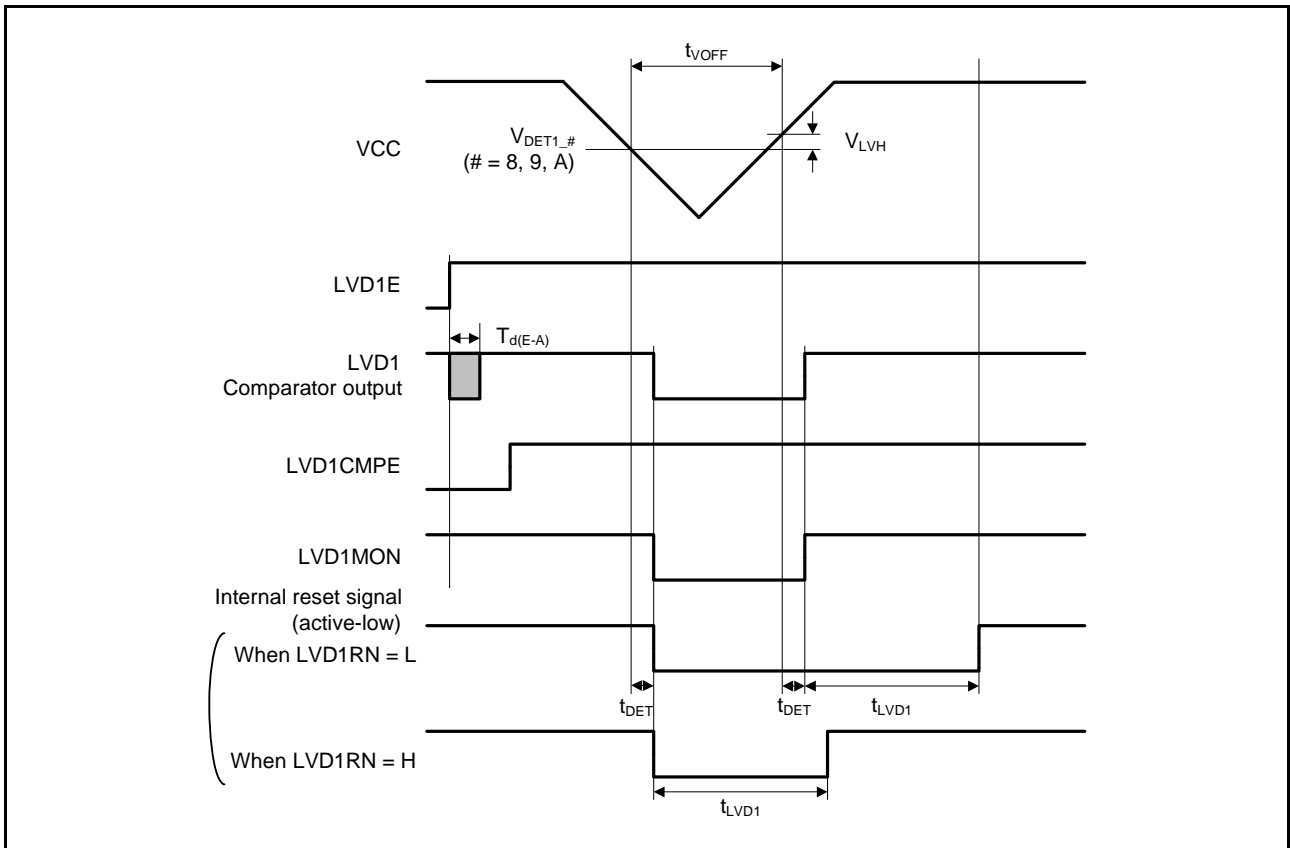 tVOFF
VCC
VDET1_#
(# = 8, 9, A)
VLVH
LVD1E
Td(E-A)
LVD1
Comparator output
LVD1CMPE
LVD1MON
Internal reset signal
(active-low)
When LVD1RN = L
tDET
tDET
tLVD1
When LVD1RN = H
tLVD1